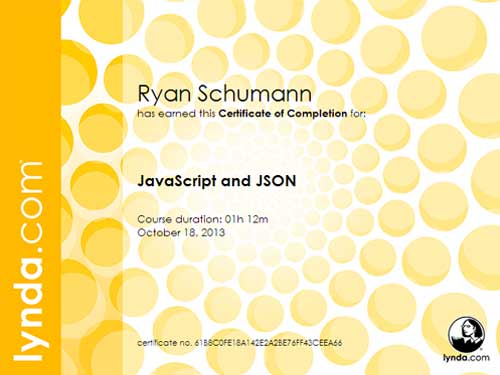 lynda.com
Ryan Schumann
has earned this Certificate of Completion for:
JavaScript and JSON
Course duration: 01h 12m
October 18, 2013
certificate no. 61B8C0FE18A142E2A2BE76FF43CEEA66
lynda.com